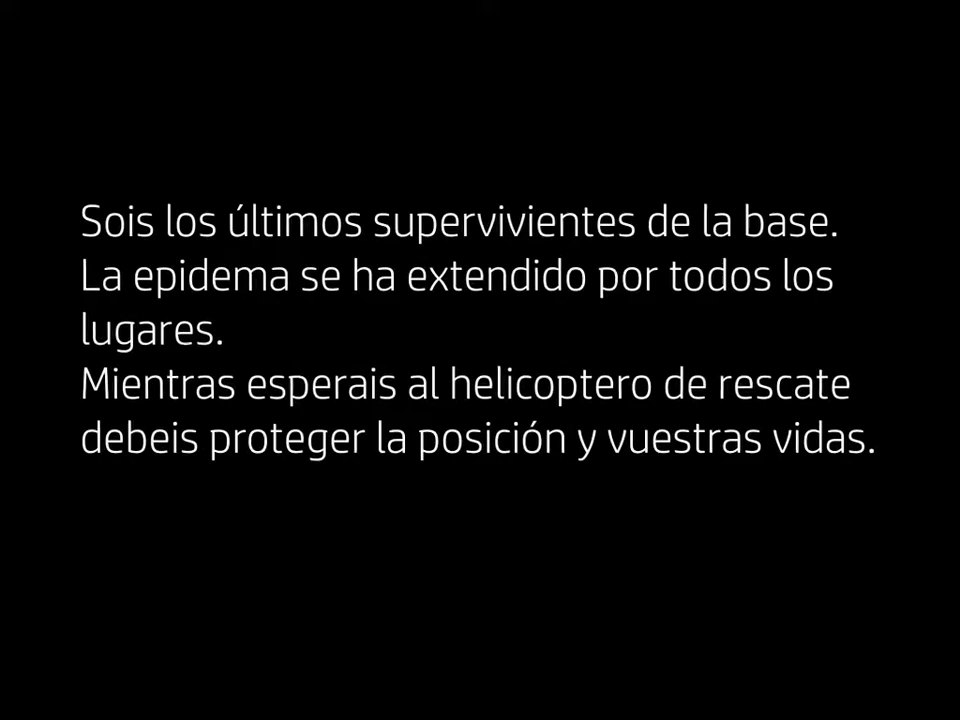 Sois los últimos supervivientes de la base.
La epidema se ha extendido por todos los
lugares.
Mientras esperais al helicoptero de rescate
debeis proteger la posición y vuestras vidas.